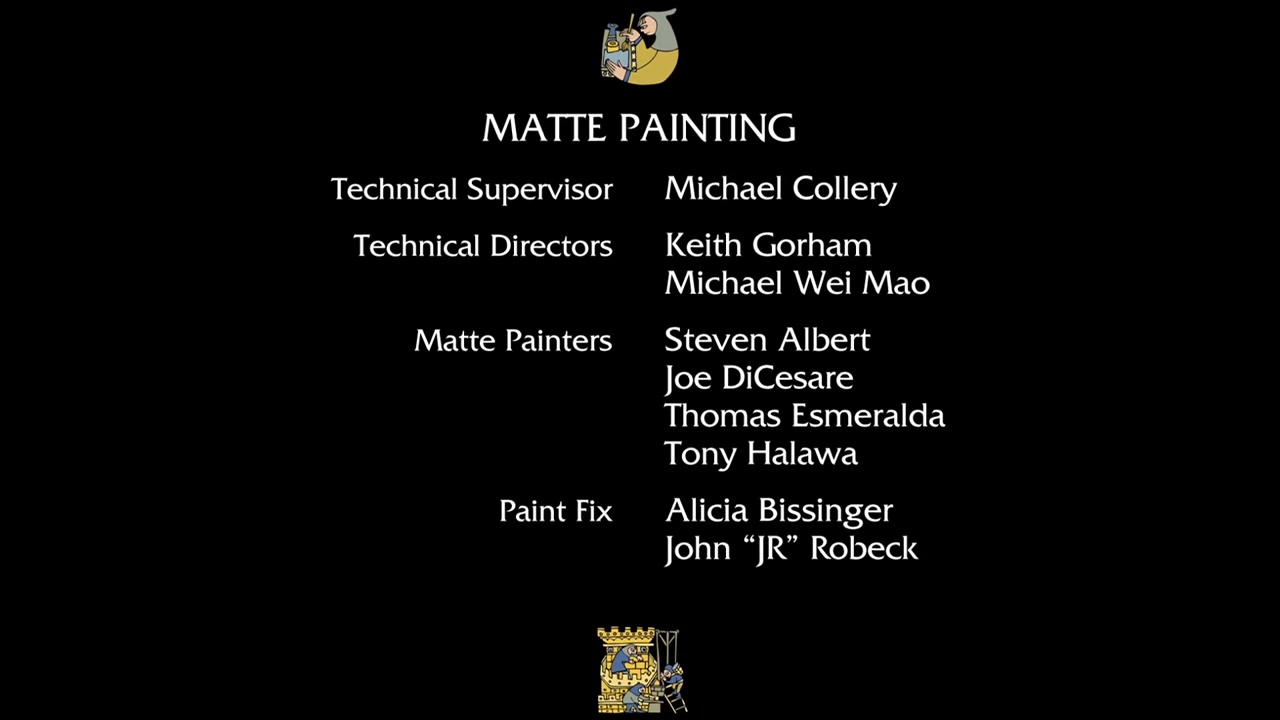 MATTE PAINTING
Technical Supervisor Michael Collery
Technical Directors Keith Gorham
Michael Wei Mao
Matte Painters Steven Albert
Joe DiCesare
Thomas Esmeralda
Tony Halawa
Paint Fix Alicia Bissinger
John “JR” Robeck